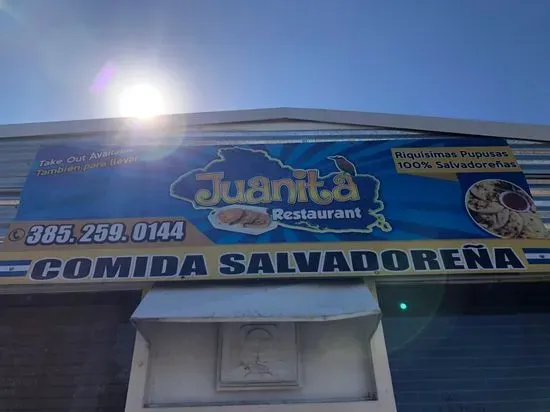 Take Out Available
También para llevar
Juanita
Restaurant
Riquísimas Pupusas
100% Salvadoreñas
385.259.0144
COMIDA SALVADOREÑA